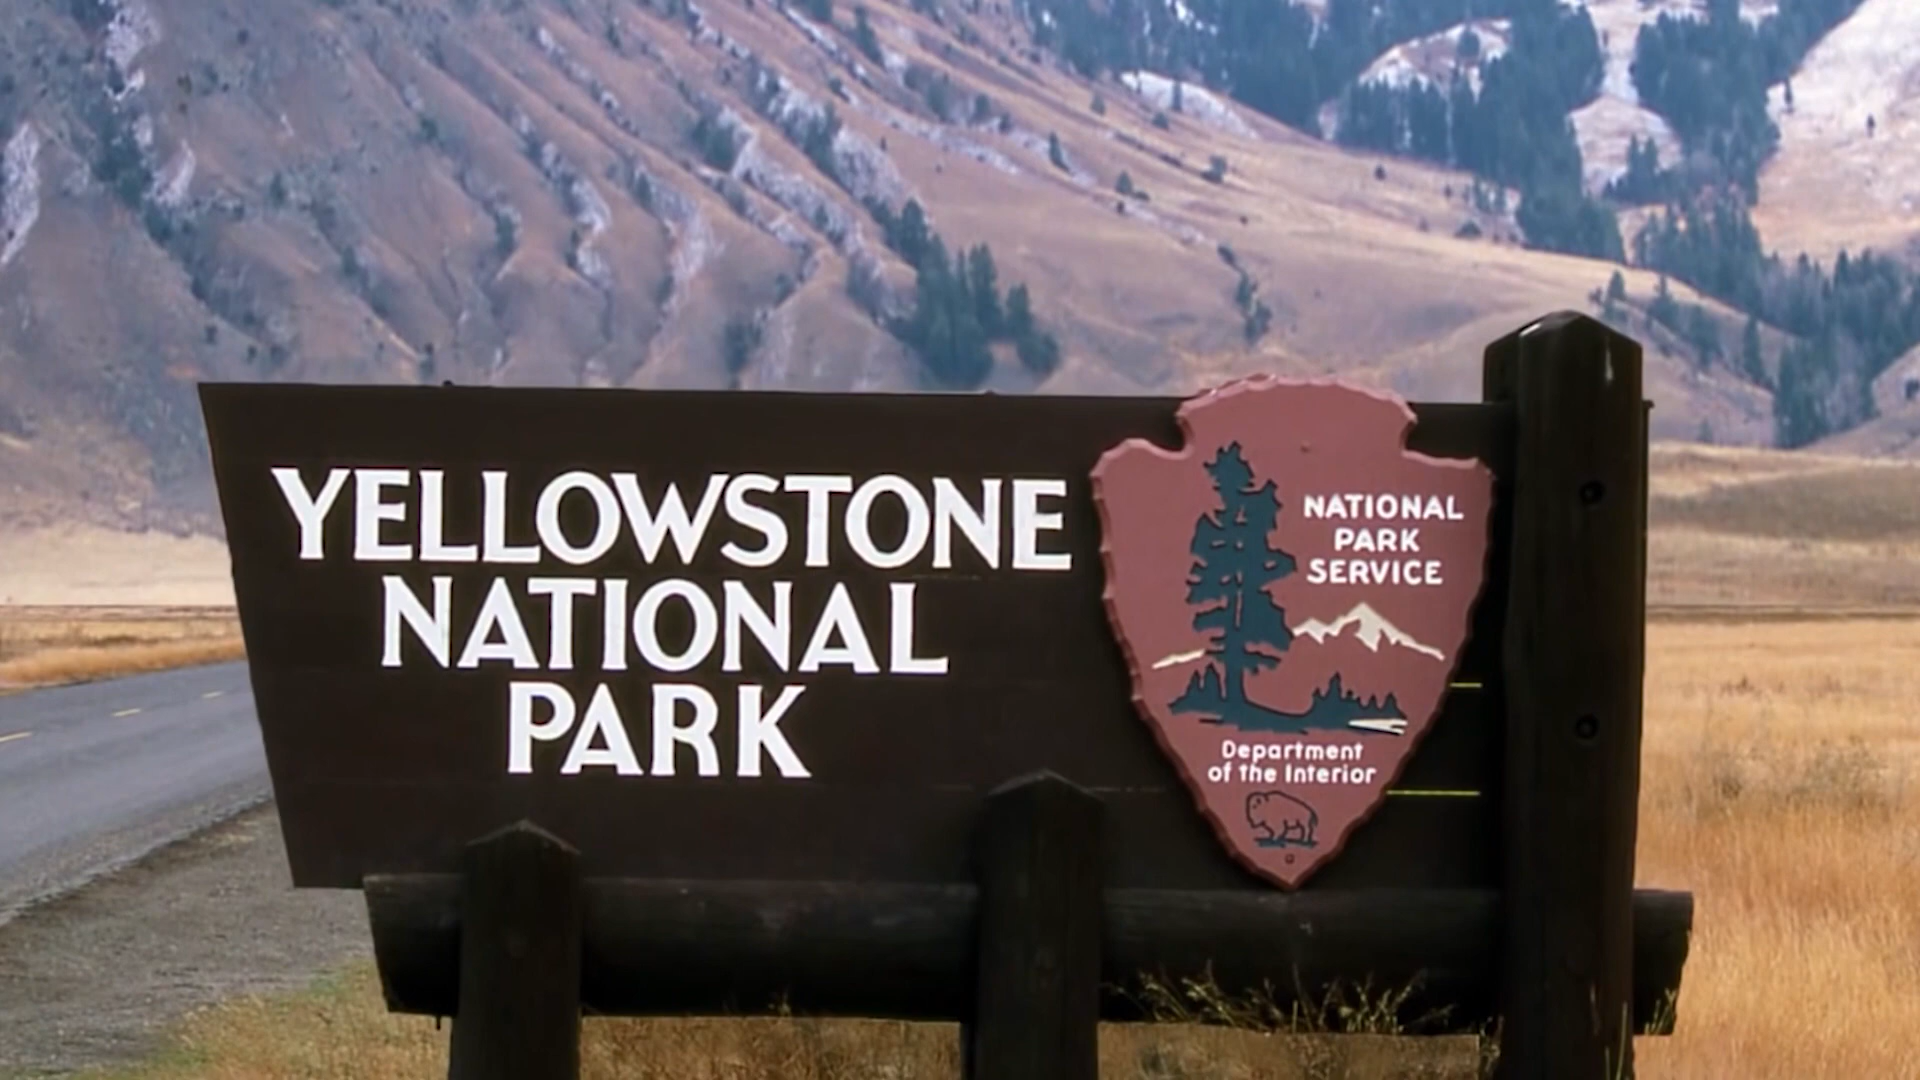 YELLOWSTONE
NATIONAL
PARK
NATIONAL
PARK
SERVICE
Department
of the Interior